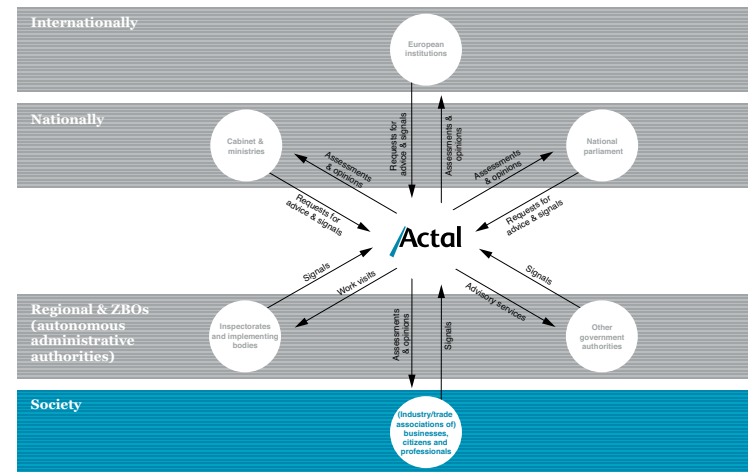 Internationally
European
institutions
Nationally
Cabinet &
ministries
National
parliament
Requests for
advice & signals
Assessments &
opinions
Assessments
& opinions
Requests for
advice & signals
Assessments
& opinions
Requests for
advice & signals
Actal
Signals
Work visits
Assessments
& opinions
Signals
Signals
Advisory services
Regional & ZBOs
(autonomous
administrative
authorities)
Inspectorates
and implementing
bodies
Other
government
authorities
Society
(Industry/trade
associations of)
businesses,
citizens and
professionals